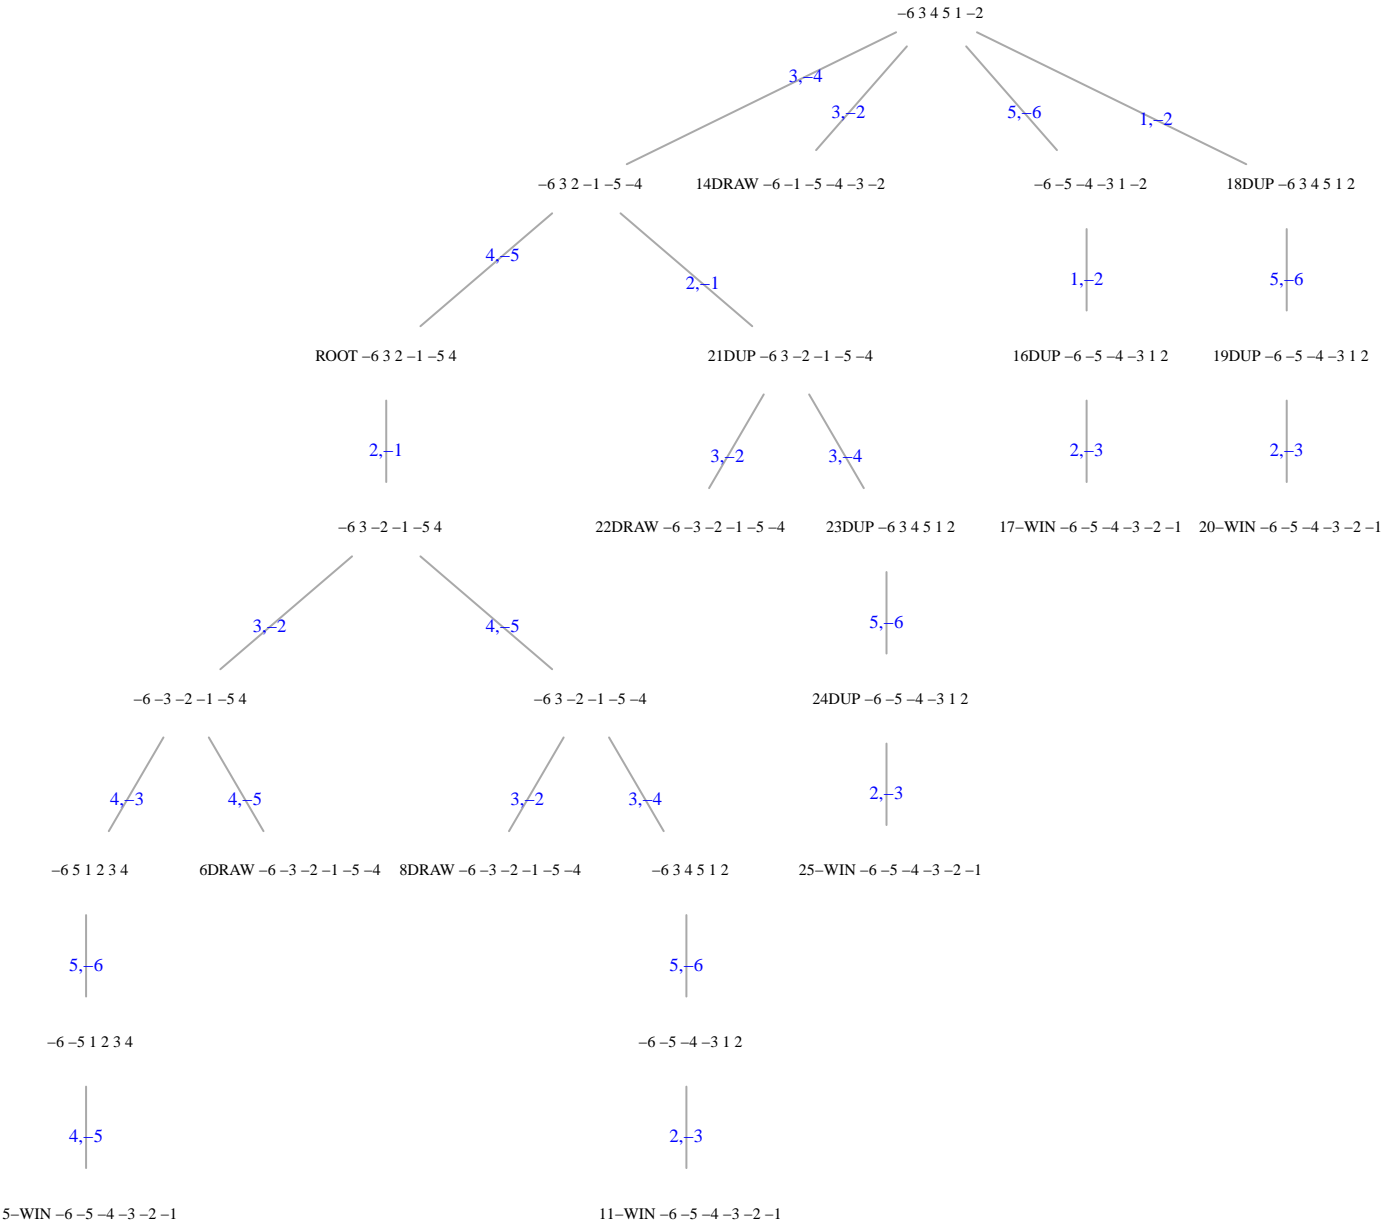 –6 3 4 5 1 –2
3,–4
3,–2
5,–6
1,–2
–6 3 2 –1 –5 –4
14DRAW –6 –1 –5 –4 –3 –2
–6 –5 –4 –3 1 –2
18DUP –6 3 4 5 1 2
4,–5
2,–1
1,–2
5,–6
ROOT –6 3 2 –1 –5 4
21DUP –6 3 –2 –1 –5 –4
16DUP –6 –5 –4 –3 1 2
19DUP –6 –5 –4 –3 1 2
2,–1
3,–2
3,–4
2,–3
2,–3
–6 3 –2 –1 –5 4
22DRAW –6 –3 –2 –1 –5 –4
23DUP –6 3 4 5 1 2
17–WIN –6 –5 –4 –3 –2 –1
20–WIN –6 –5 –4 –3 –2 –1
3,–2
4,–5
5,–6
–6 –3 –2 –1 –5 4
–6 3 –2 –1 –5 –4
24DUP –6 –5 –4 –3 1 2
4,–3
4,–5
3,–2
3,–4
2,–3
–6 5 1 2 3 4
6DRAW –6 –3 –2 –1 –5 –4
8DRAW –6 –3 –2 –1 –5 –4
–6 3 4 5 1 2
25–WIN –6 –5 –4 –3 –2 –1
5,–6
5,–6
–6 –5 1 2 3 4
–6 –5 –4 –3 1 2
4,–5
2,–3
5–WIN –6 –5 –4 –3 –2 –1
11–WIN –6 –5 –4 –3 –2 –1